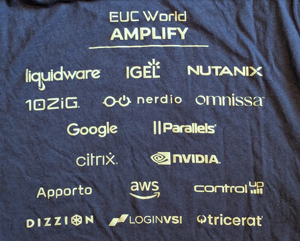 EUC World
AMPLIFY
liquidware IGEL NUTANIX
10ZiG nerdio omnissa
Google Parallels
citrix NVIDIA
Apporto aws controlup
DIZZION LOGINVSI tricerat